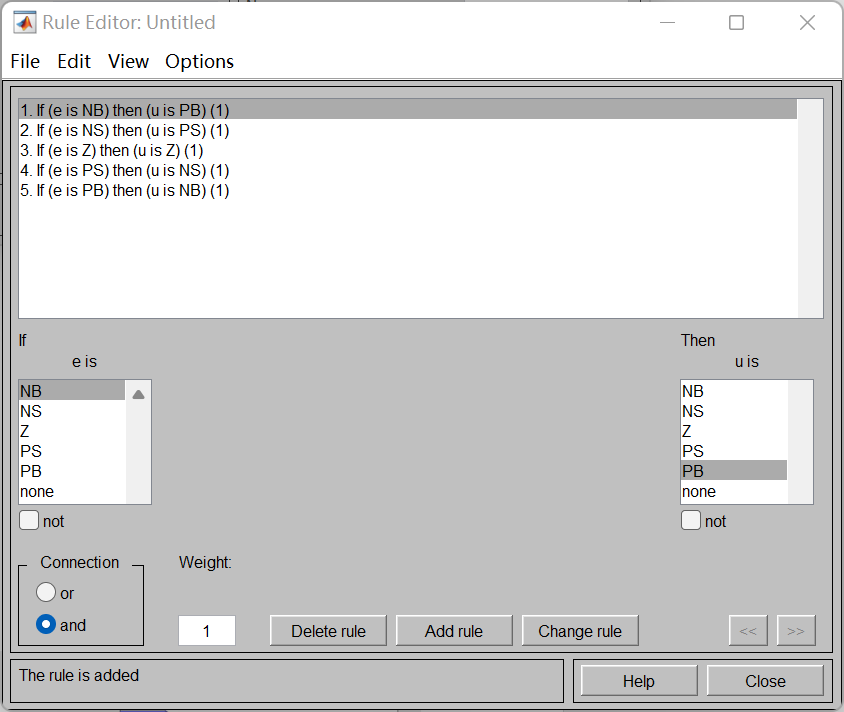 Rule Editor: Untitled
File Edit View Options
1. If (e is NB) then (u is PB) (1)
2. If (e is NS) then (u is PS) (1)
3. If (e is Z) then (u is Z) (1)
4. If (e is PS) then (u is NS) (1)
5. If (e is PB) then (u is NB) (1)
If
e is
NB
NS
Z
PS
PB
none
not
Then
u is
NB
NS
Z
PS
PB
none
not
Connection
or
and
Weight:
1
Delete rule
Add rule
Change rule
<<
>>
The rule is added
Help
Close